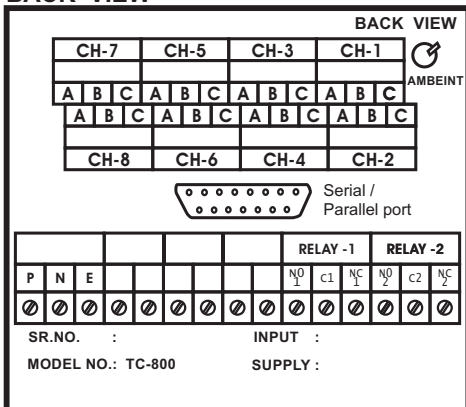 BACK VIEW
BACK VIEW
CH-7 CH-5 CH-3 CH-1
AMBEINT
A B C A B C A B C A B C
A B C A B C A B C A B C
CH-8 CH-6 CH-4 CH-2
Serial /
Parallel port
RELAY -1 RELAY -2
P N E NO 1 C1 NC 1 NO 2 C2 NC 2
SR.NO. : INPUT :
MODEL NO.: TC-800 SUPPLY :